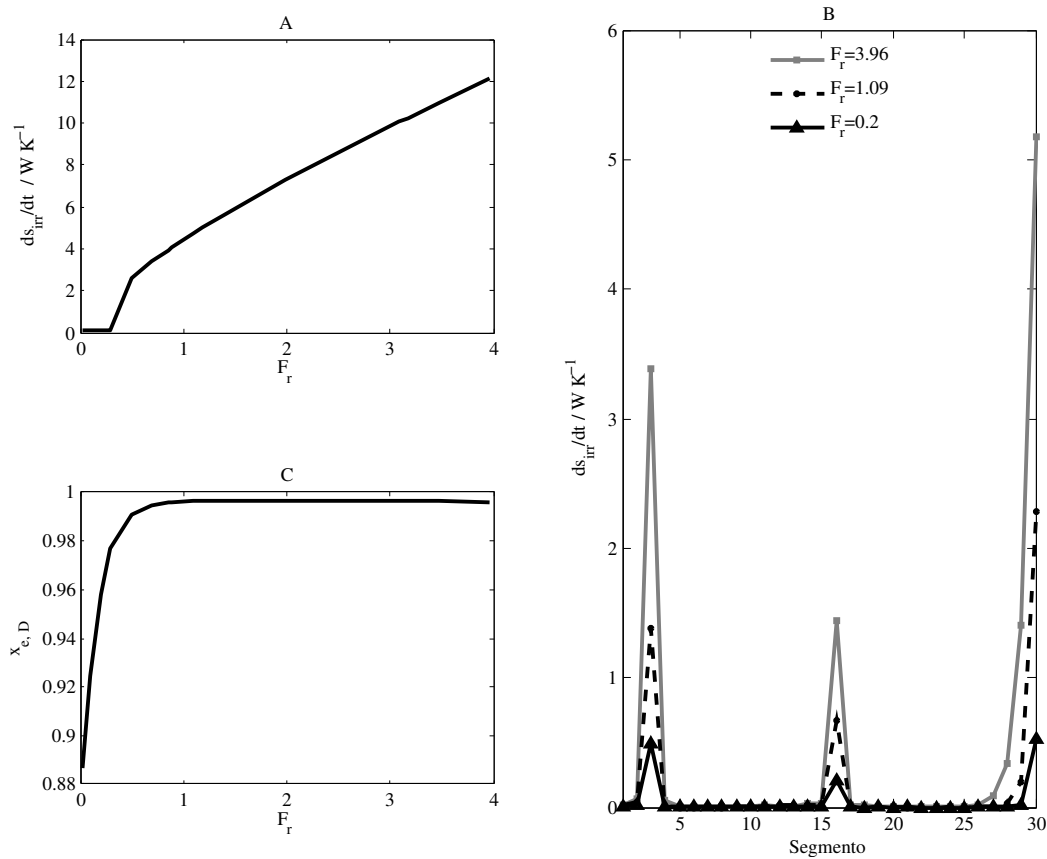 A
14
12
10
8
6
4
2
0
ds_irr/dt / W K^−1
0 1 2 3 4
F_r
C
1
0.98
0.96
0.94
0.92
0.9
0.88
x_e, D
0 1 2 3 4
F_r
B
6
5
4
3
2
1
0
ds_irr/dt / W K^−1
F_r=3.96
F_r=1.09
F_r=0.2
5 10 15 20 25 30
Segmento